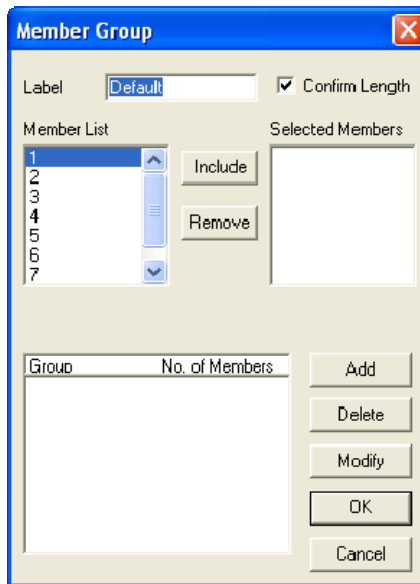 Member Group
Label Default Confirm Length
Member List Selected Members
1
2
3
4
5
6
7
Include
Remove
Group No. of Members
Add
Delete
Modify
OK
Cancel